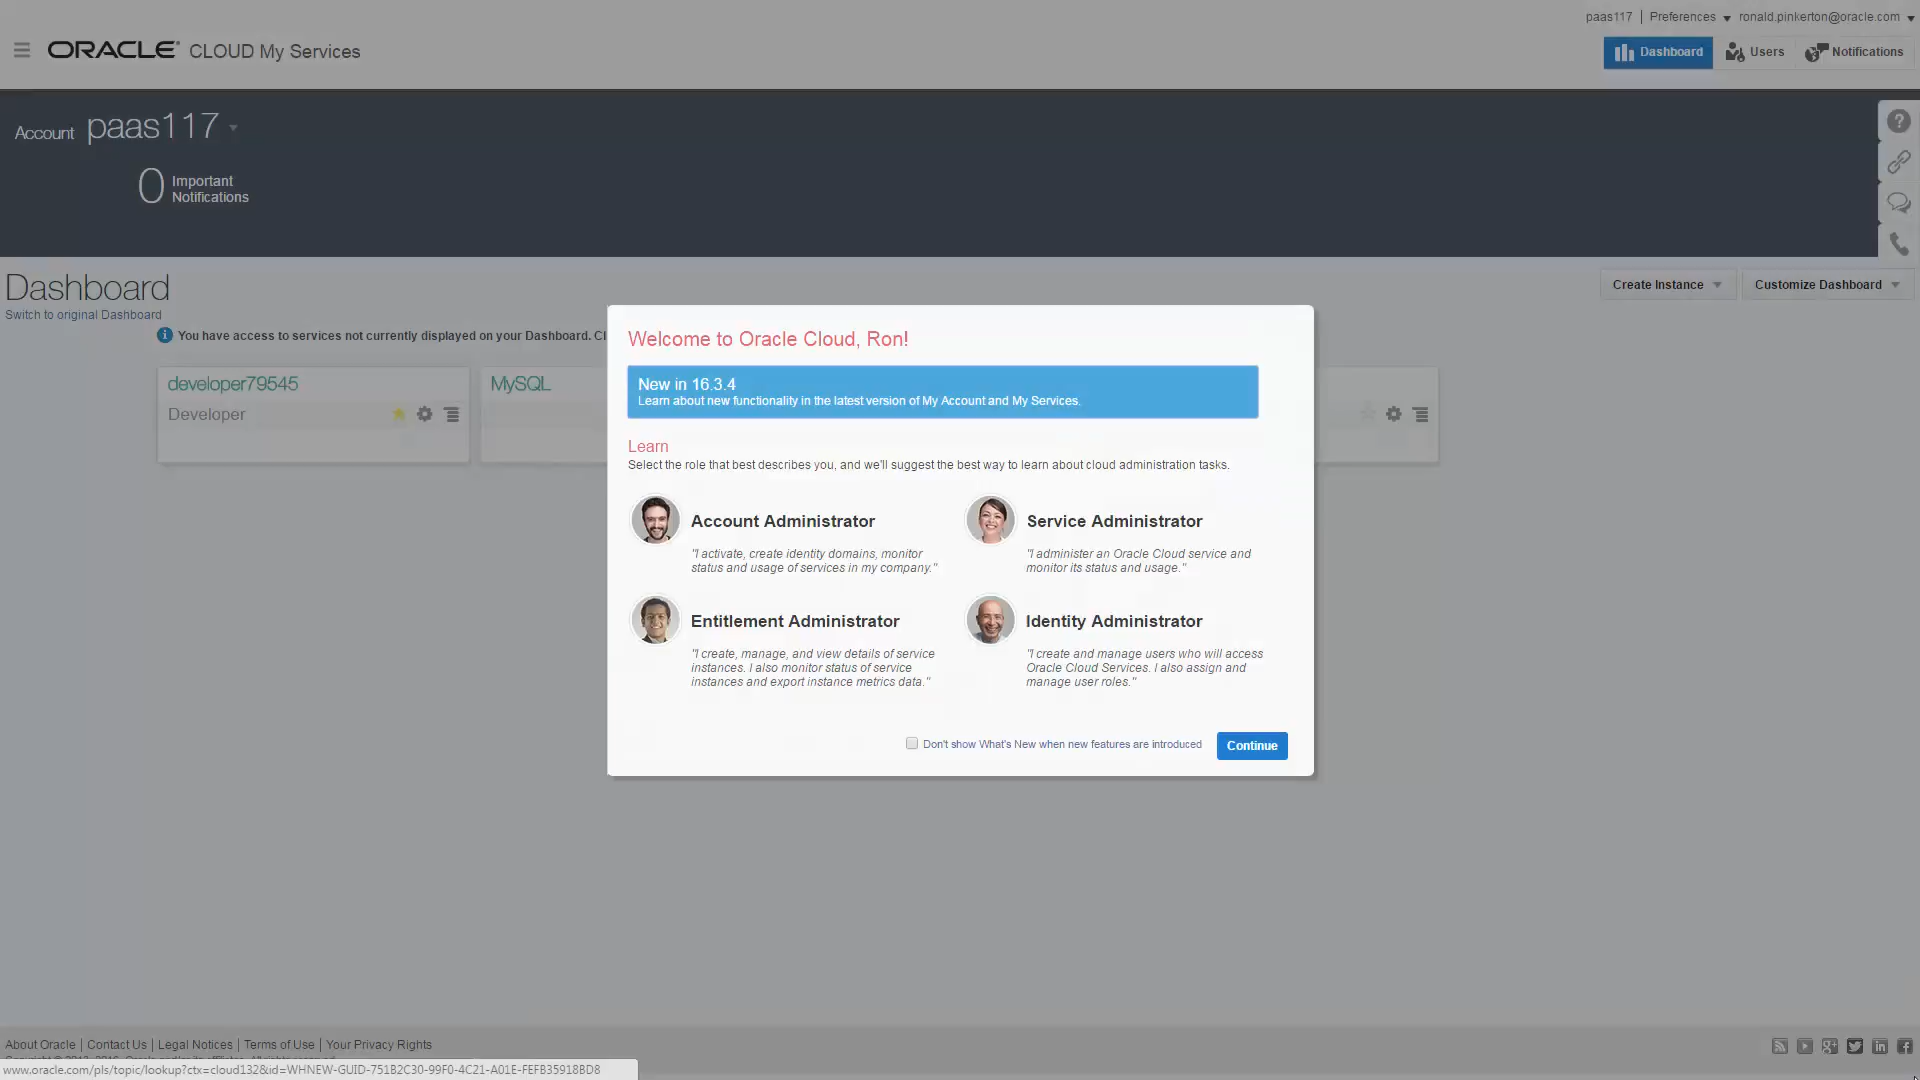 paas117 | Preferences ronald.pinkerton@oracle.com
ORACLE CLOUD My Services
Dashboard
Users
Notifications
Account paas117
0 Important
Notifications
Dashboard
Switch to original Dashboard
Create Instance
Customize Dashboard
You have access to services not currently displayed on your Dashboard. Cl
developer79545
Developer
MySQL
Welcome to Oracle Cloud, Ron!
New in 16.3.4
Learn about new functionality in the latest version of My Account and My Services.
Learn
Select the role that best describes you, and we'll suggest the best way to learn about cloud administration tasks.
Account Administrator
"I activate, create identity domains, monitor
status and usage of services in my company."
Service Administrator
"I administer an Oracle Cloud service and
monitor its status and usage."
Entitlement Administrator
"I create, manage, and view details of service
instances. I also monitor status of service
instances and export instance metrics data."
Identity Administrator
"I create and manage users who will access
Oracle Cloud Services. I also assign and
manage user roles."
Don't show What's New when new features are introduced
Continue
About Oracle | Contact Us | Legal Notices | Terms of Use | Your Privacy Rights
www.oracle.com/pls/topic/lookup?ctx=cloud132&id=WHNEW-GUID-751B2C30-99F0-4C21-A01E-FEFB35918BD8